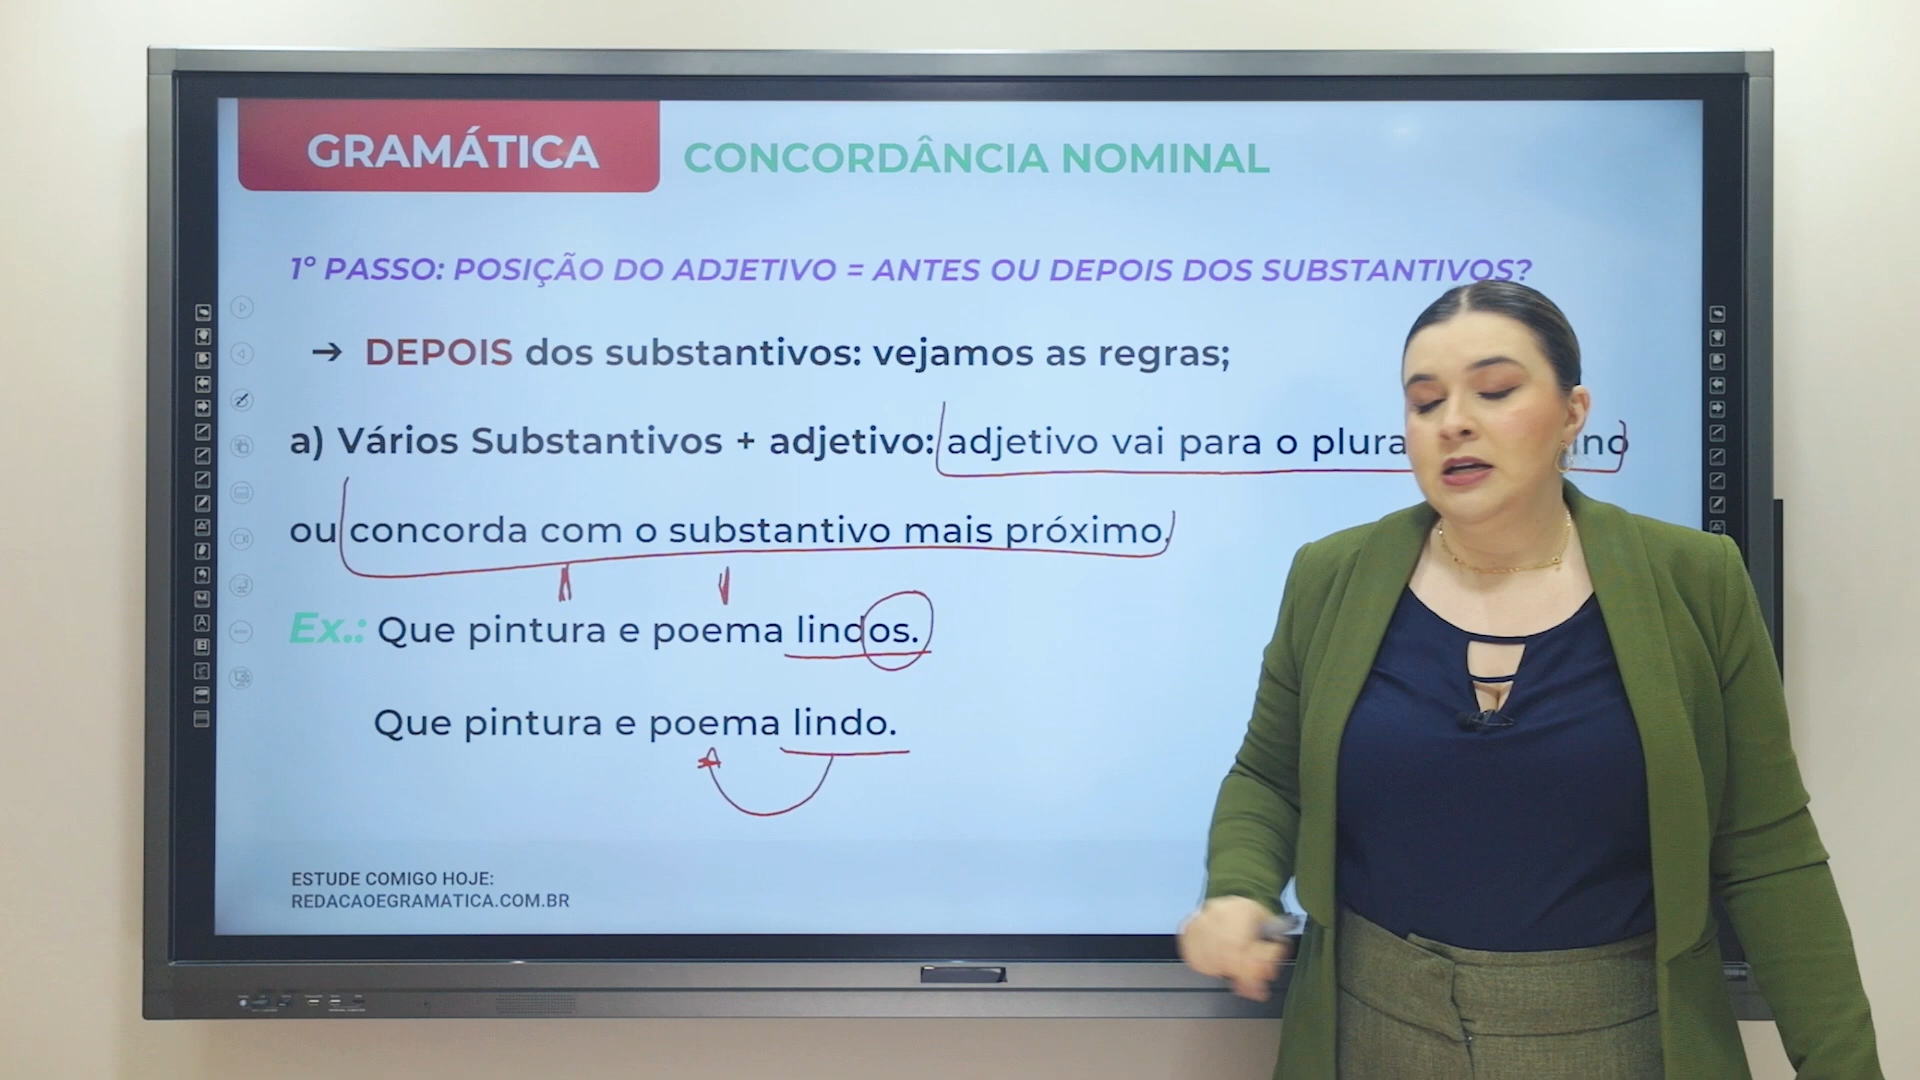 GRAMÁTICA
CONCORDÂNCIA NOMINAL
1º PASSO: POSIÇÃO DO ADJETIVO = ANTES OU DEPOIS DOS SUBSTANTIVOS?
➔ DEPOIS dos substantivos: vejamos as regras;
a) Vários Substantivos + adjetivo: adjetivo vai para o
ou concorda com o substantivo mais próximo.
Ex.: Que pintura e poema lindos.
Que pintura e poema lindo.
ESTUDE COMIGO HOJE:
REDACAOEGRAMATICA.COM.BR